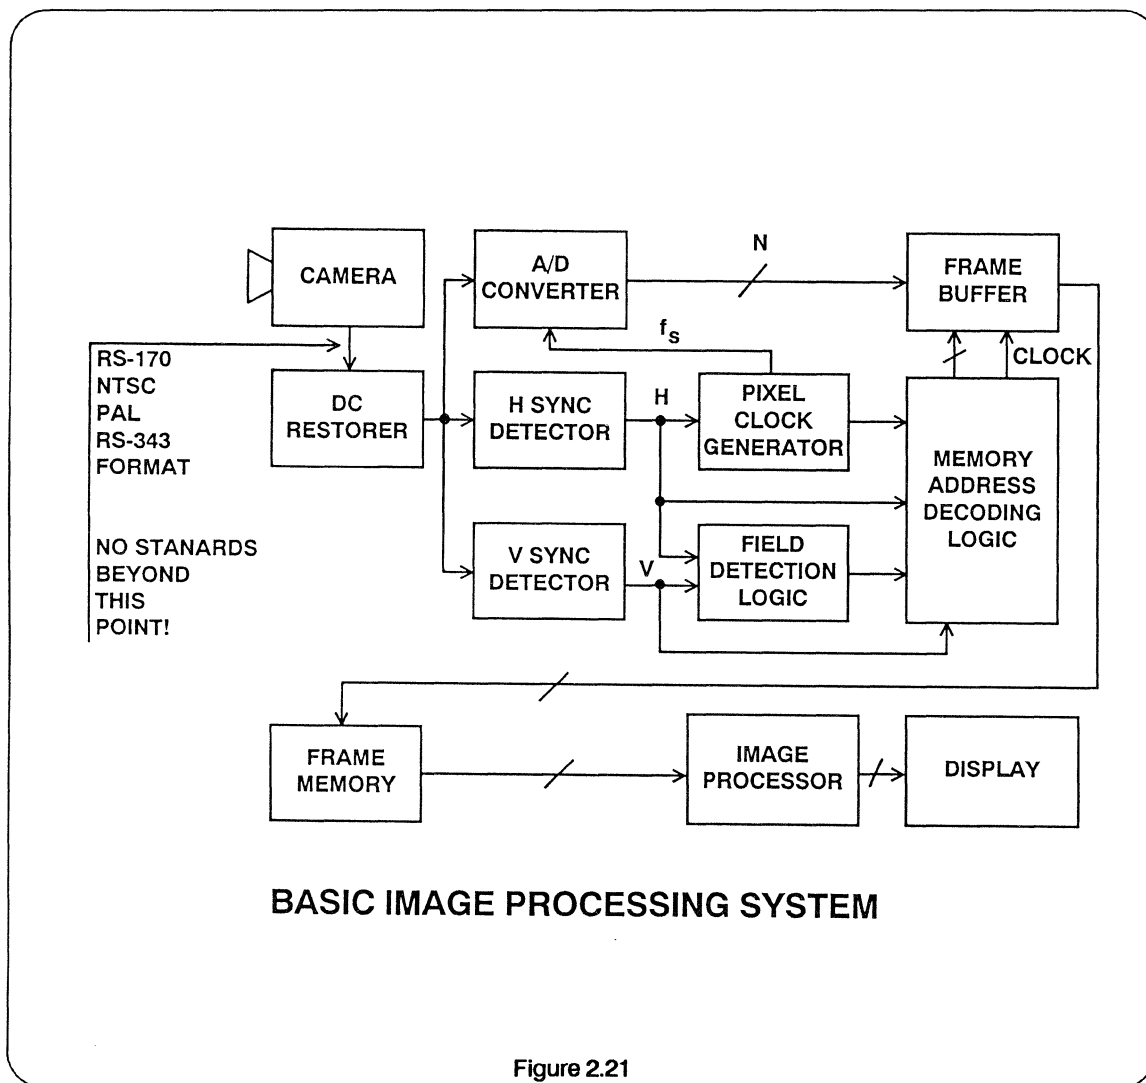 CAMERA
A/D
CONVERTER
N
FRAME
BUFFER
fs
CLOCK
RS-170
NTSC
PAL
RS-343
FORMAT
DC
RESTORER
H SYNC
DETECTOR
H
PIXEL
CLOCK
GENERATOR
MEMORY
ADDRESS
DECODING
LOGIC
NO STANARDS
BEYOND
THIS
POINT!
V SYNC
DETECTOR
V
FIELD
DETECTION
LOGIC
FRAME
MEMORY
IMAGE
PROCESSOR
DISPLAY
BASIC IMAGE PROCESSING SYSTEM
Figure 2.21